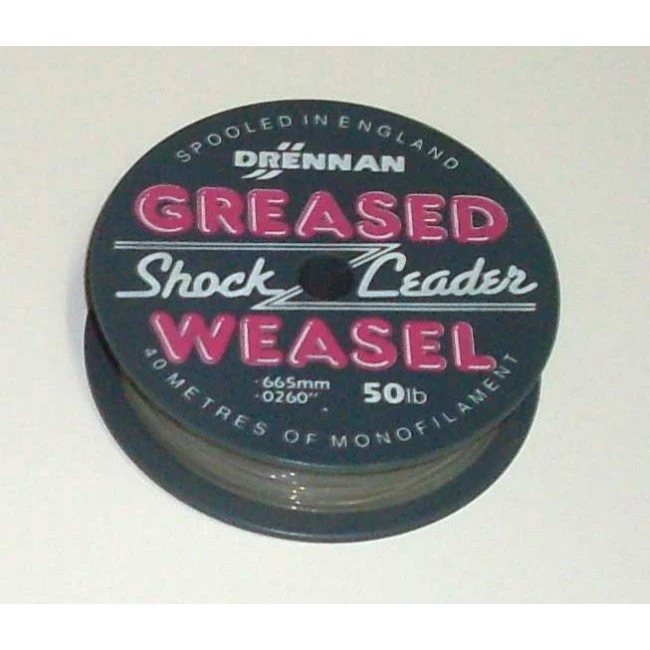 SPOOLED IN ENGLAND
DRENNAN
GREASED
Shock Leader
WEASEL
.665mm
.0260"
50lb
40 METRES OF MONOFILAMENT